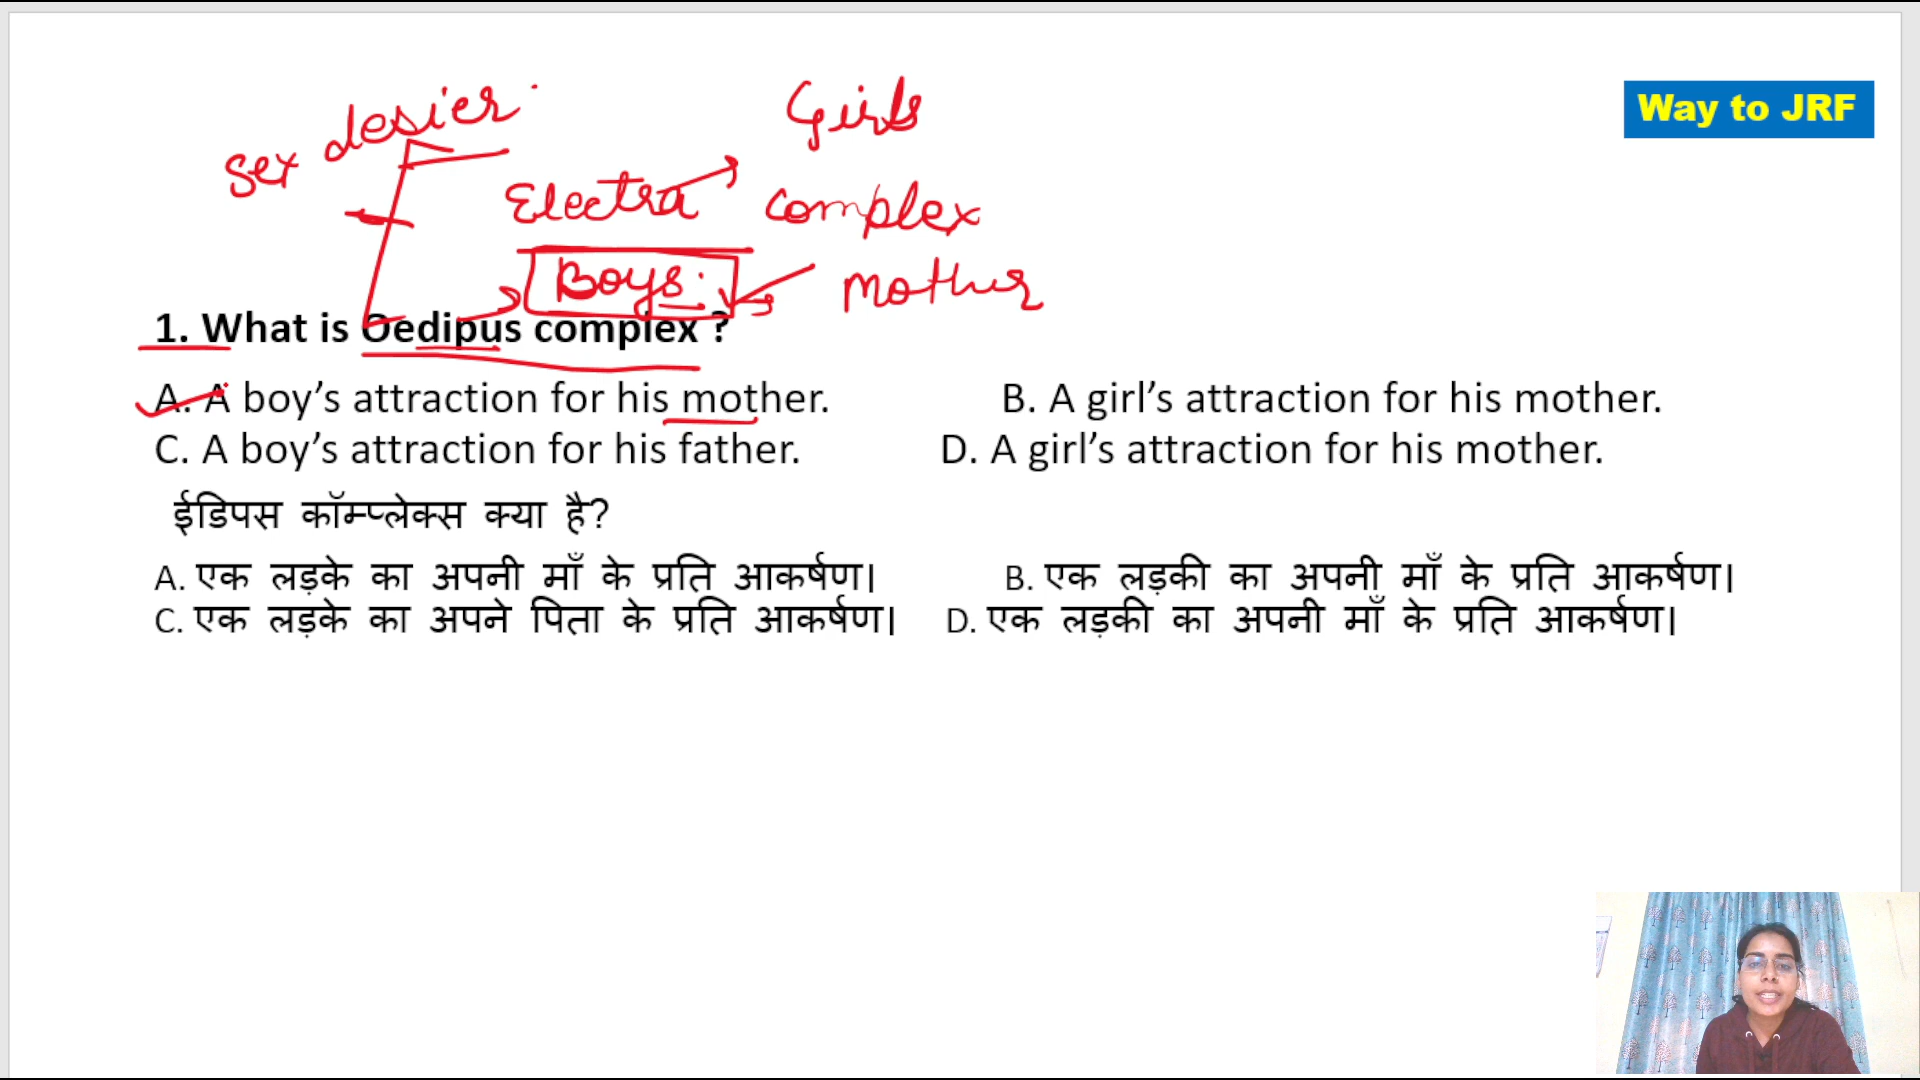 Way to JRF
Sex desier.
Girls
Electra complex
Boys.
Mother
1. What is Oedipus complex ?
A. A boy’s attraction for his mother. B. A girl’s attraction for his mother.
C. A boy’s attraction for his father. D. A girl’s attraction for his mother.
ईडिपस कॉम्प्लेक्स क्या है?
A. एक लड़के का अपनी माँ के प्रति आकर्षण। B. एक लड़की का अपनी माँ के प्रति आकर्षण।
C. एक लड़के का अपने पिता के प्रति आकर्षण। D. एक लड़की का अपनी माँ के प्रति आकर्षण।